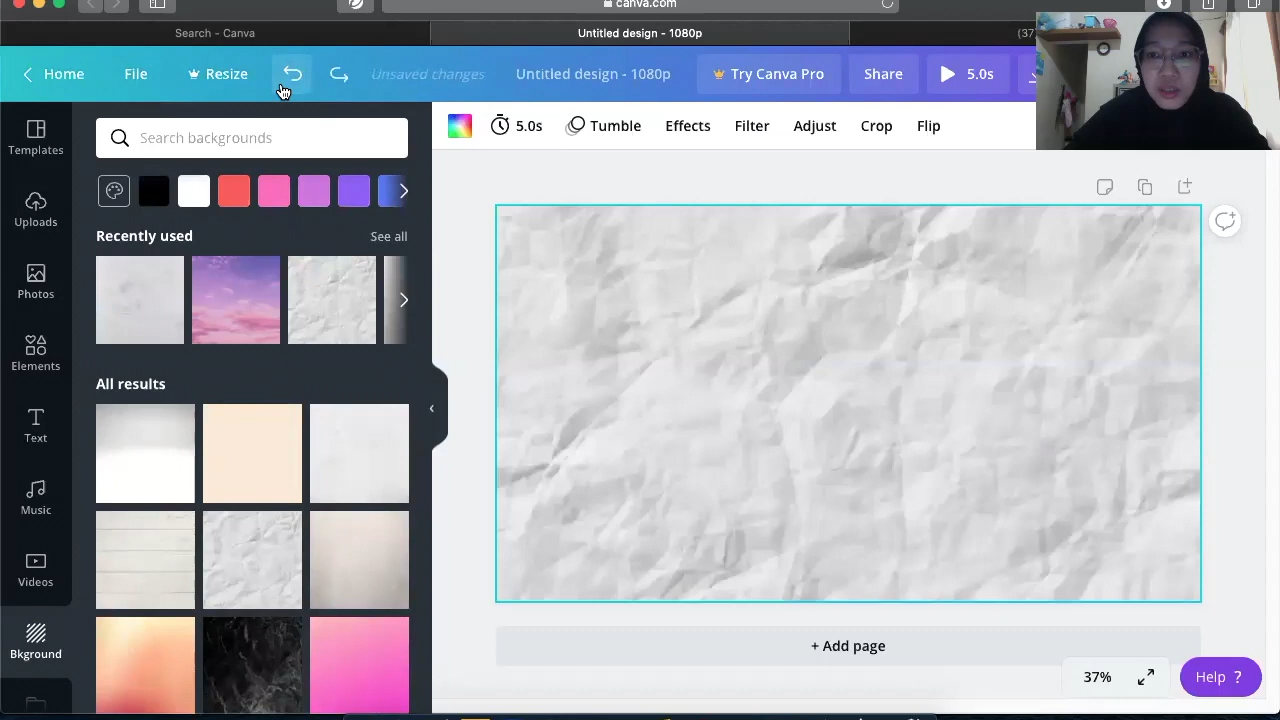 canva.com
Search - Canva
Untitled design - 1080p
(37
Home
File
Resize
Unsaved changes
Untitled design - 1080p
Try Canva Pro
Share
5.0s
Templates
Uploads
Photos
Elements
Text
Music
Videos
Bkground
Search backgrounds
Recently used
See all
All results
5.0s
Tumble
Effects
Filter
Adjust
Crop
Flip
+ Add page
37%
Help ?